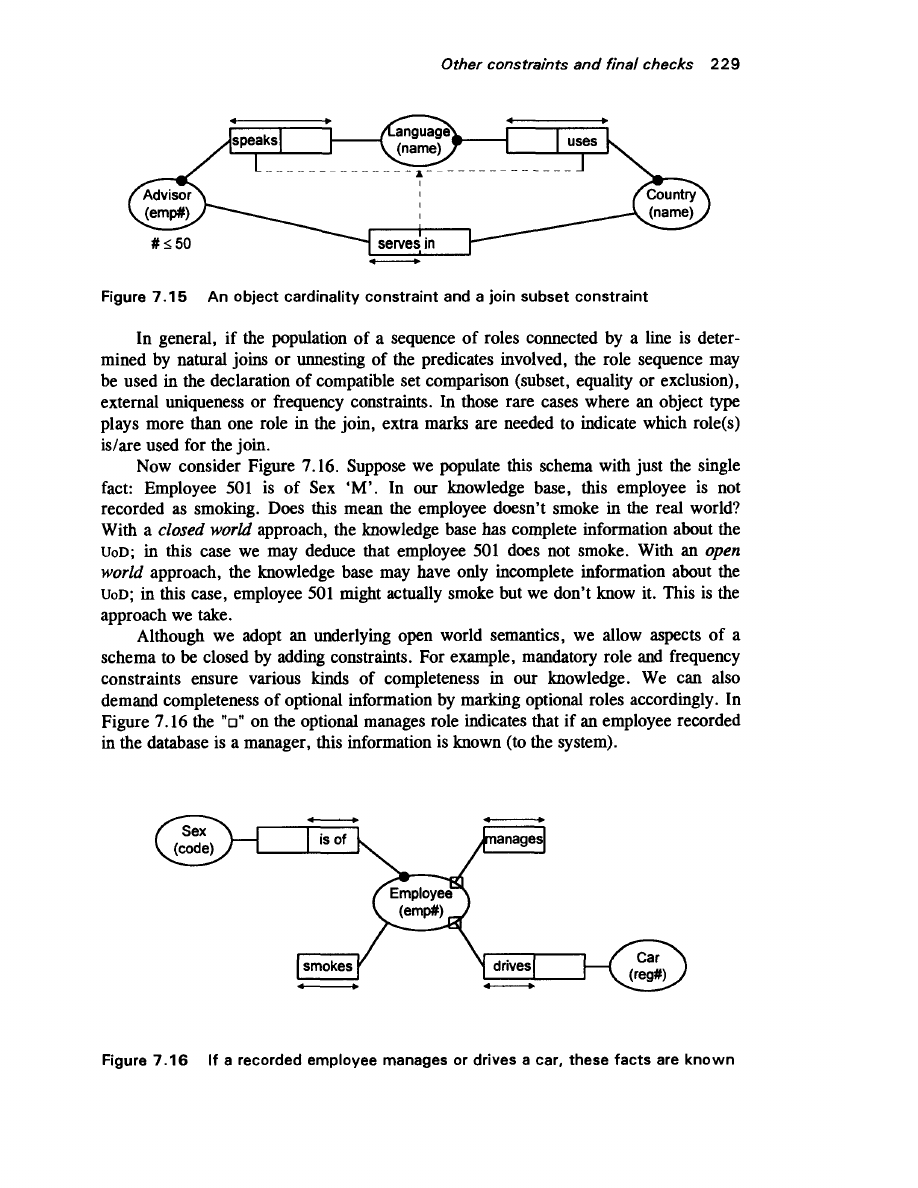 Other constraints and final checks 229
speaks
Language
(name)
uses
Advisor
(emp#)
# ≤ 50
Country
(name)
serves in
Figure 7.15 An object cardinality constraint and a join subset constraint
In general, if the population of a sequence of roles connected by a line is deter-
mined by natural joins or unnesting of the predicates involved, the role sequence may
be used in the declaration of compatible set comparison (subset, equality or exclusion),
external uniqueness or frequency constraints. In those rare cases where an object type
plays more than one role in the join, extra marks are needed to indicate which role(s)
is/are used for the join.
Now consider Figure 7.16. Suppose we populate this schema with just the single
fact: Employee 501 is of Sex ‘M’. In our knowledge base, this employee is not
recorded as smoking. Does this mean the employee doesn’t smoke in the real world?
With a closed world approach, the knowledge base has complete information about the
UoD; in this case we may deduce that employee 501 does not smoke. With an open
world approach, the knowledge base may have only incomplete information about the
UoD; in this case, employee 501 might actually smoke but we don’t know it. This is the
approach we take.
Although we adopt an underlying open world semantics, we allow aspects of a
schema to be closed by adding constraints. For example, mandatory role and frequency
constraints ensure various kinds of completeness in our knowledge. We can also
demand completeness of optional information by marking optional roles accordingly. In
Figure 7.16 the "□" on the optional manages role indicates that if an employee recorded
in the database is a manager, this information is known (to the system).
Sex
(code)
is of
manages
Employee
(emp#)
smokes
drives
Car
(reg#)
Figure 7.16 If a recorded employee manages or drives a car, these facts are known